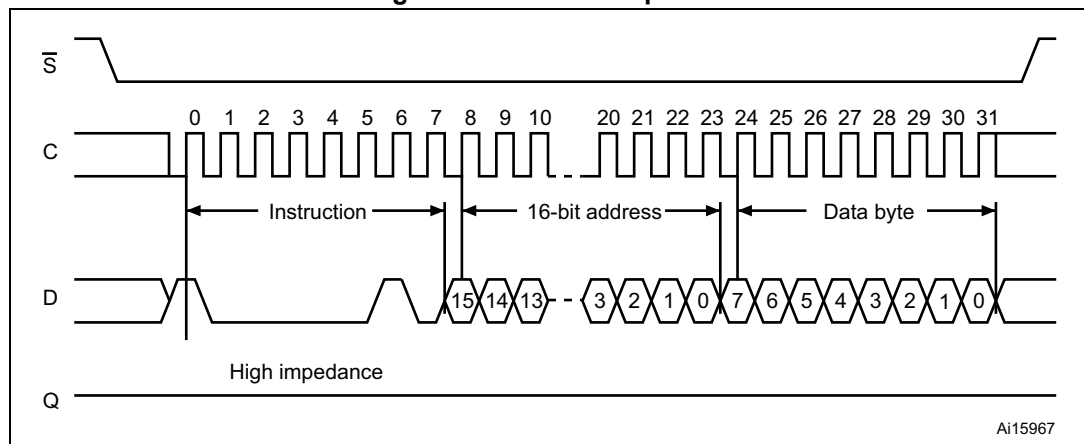 S
0 1 2 3 4 5 6 7 8 9 10 20 21 22 23 24 25 26 27 28 29 30 31
C
Instruction 16-bit address Data byte
D 15 14 13 3 2 1 0 7 6 5 4 3 2 1 0
High impedance
Q
Ai15967